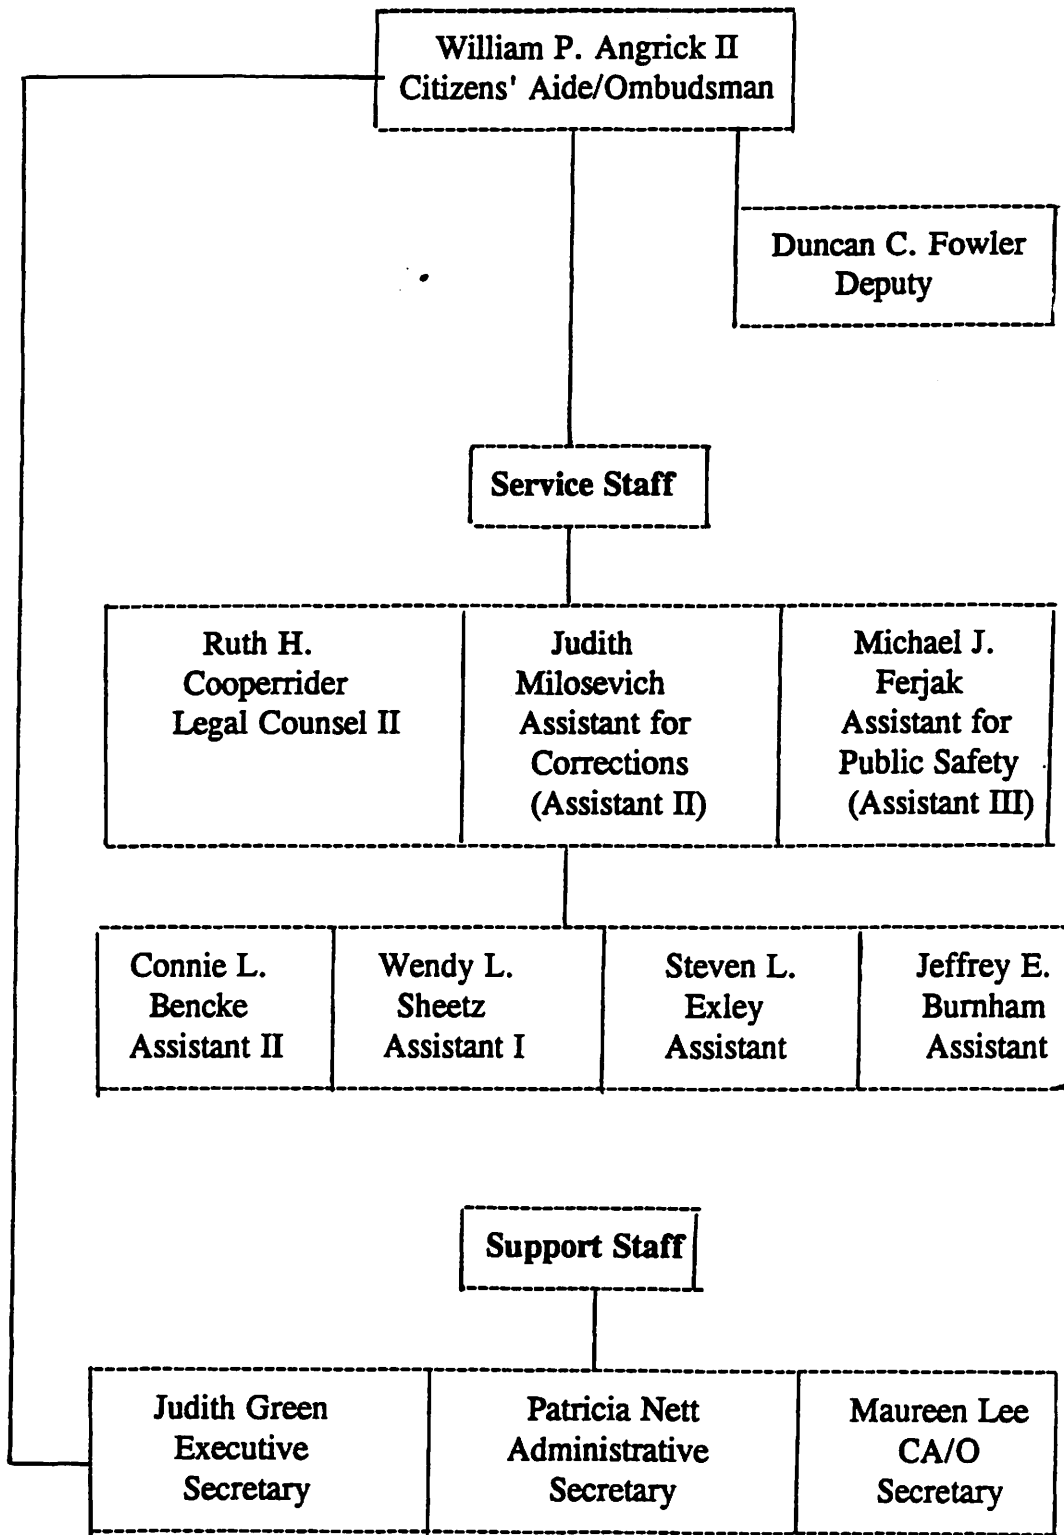 William P. Angrick II
Citizens' Aide/Ombudsman
Duncan C. Fowler
Deputy
Service Staff
Ruth H.
Cooperrider
Legal Counsel II
Judith
Milosevich
Assistant for
Corrections
(Assistant II)
Michael J.
Ferjak
Assistant for
Public Safety
(Assistant III)
Connie L.
Bencke
Assistant II
Wendy L.
Sheetz
Assistant I
Steven L.
Exley
Assistant
Jeffrey E.
Burnham
Assistant
Support Staff
Judith Green
Executive
Secretary
Patricia Nett
Administrative
Secretary
Maureen Lee
CA/O
Secretary